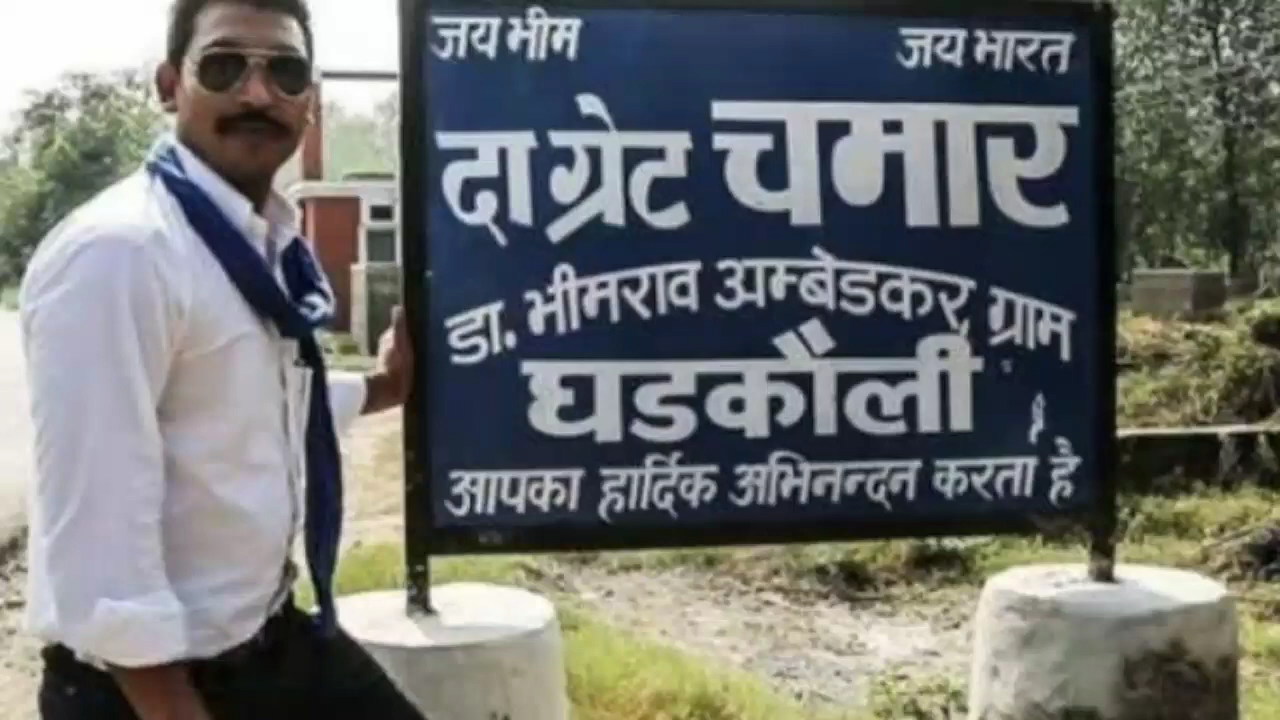 जय भीम जय भारत
दा ग्रेट चमार
डा. भीमराव अम्बेडकर ग्राम
घडकौली
आपका हार्दिक अभिनन्दन करता है